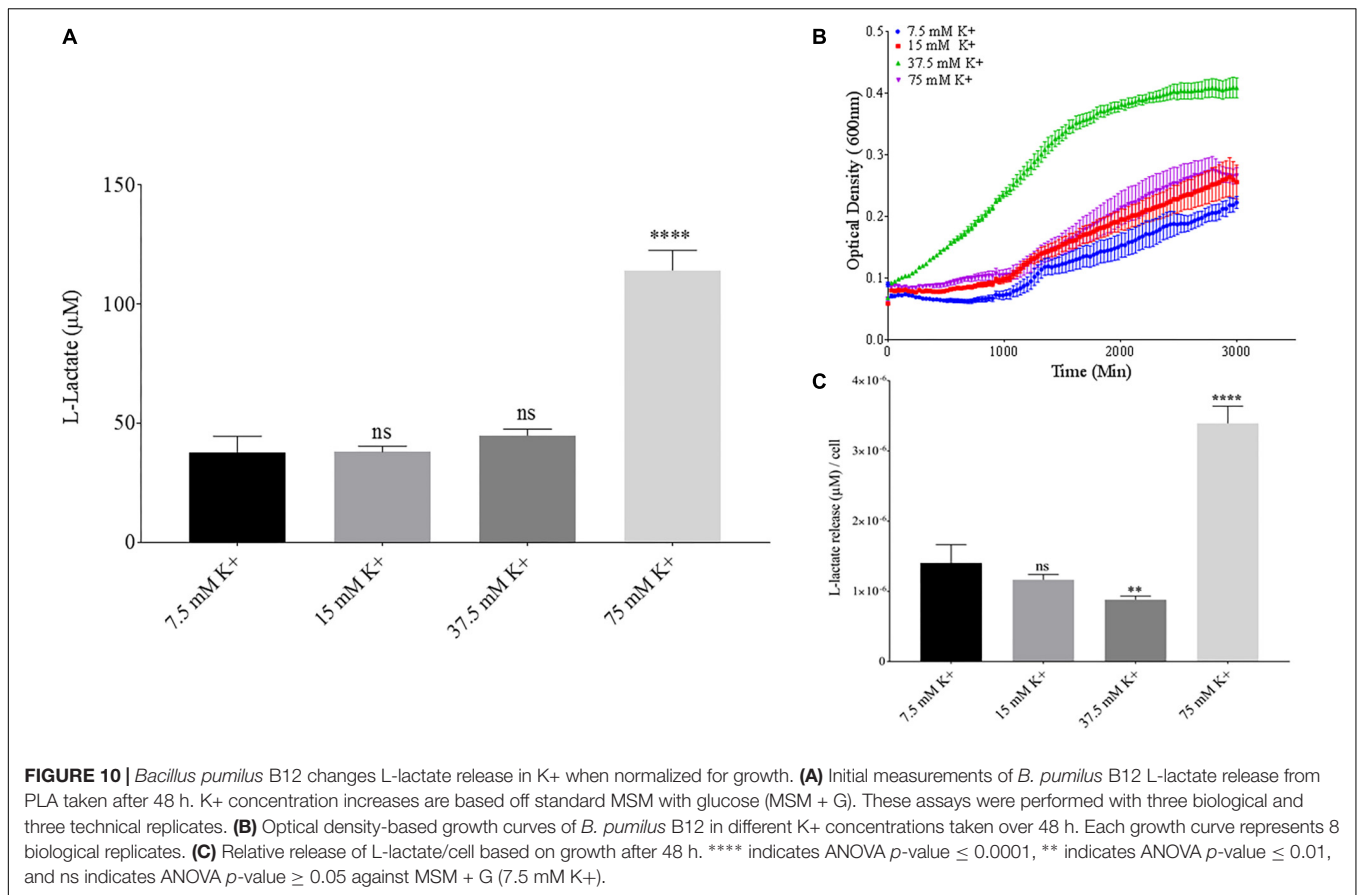 A
L-Lactate (µM)
150
100
50
0
ns
ns
****
7.5 mM K+
15 mM K+
37.5 mM K+
75 mM K+
B
Optical Density ( 600nm)
0.5
0.4
0.3
0.2
0.1
0.0
7.5 mM K+
15 mM K+
37.5 mM K+
75 mM K+
0
1000
2000
3000
Time (Min)
C
L-lactate release (µM) / cell
4×10⁻⁶
3×10⁻⁶
2×10⁻⁶
1×10⁻⁶
0
ns
**
****
7.5 mM K+
15 mM K+
37.5 mM K+
75 mM K+
FIGURE 10 | Bacillus pumilus B12 changes L-lactate release in K+ when normalized for growth. (A) Initial measurements of B. pumilus B12 L-lactate release from
PLA taken after 48 h. K+ concentration increases are based off standard MSM with glucose (MSM + G). These assays were performed with three biological and
three technical replicates. (B) Optical density-based growth curves of B. pumilus B12 in different K+ concentrations taken over 48 h. Each growth curve represents 8
biological replicates. (C) Relative release of L-lactate/cell based on growth after 48 h. **** indicates ANOVA p-value ≤ 0.0001, ** indicates ANOVA p-value ≤ 0.01,
and ns indicates ANOVA p-value ≥ 0.05 against MSM + G (7.5 mM K+).